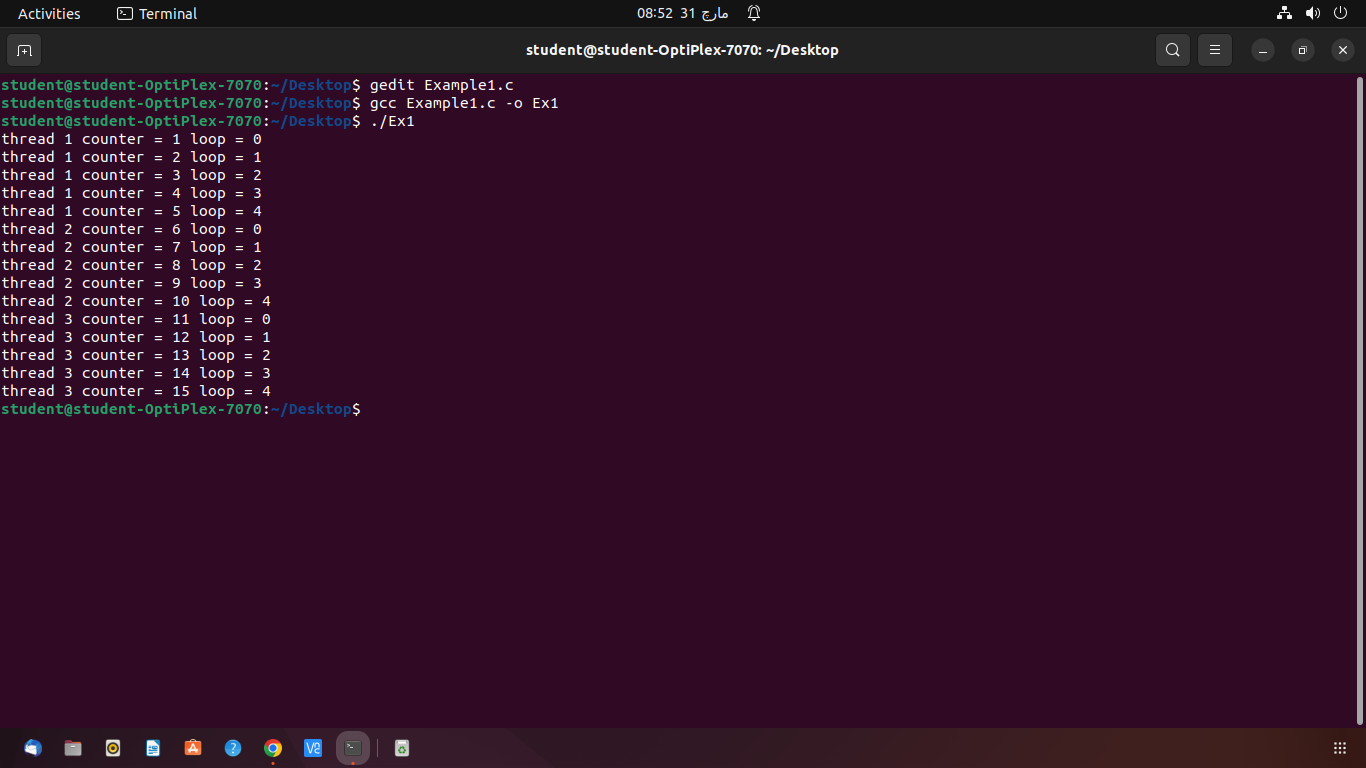 Activities Terminal 08:52 31 مارچ
student@student-OptiPlex-7070: ~/Desktop
student@student-OptiPlex-7070:~/Desktop$ gedit Example1.c
student@student-OptiPlex-7070:~/Desktop$ gcc Example1.c -o Ex1
student@student-OptiPlex-7070:~/Desktop$ ./Ex1
thread 1 counter = 1 loop = 0
thread 1 counter = 2 loop = 1
thread 1 counter = 3 loop = 2
thread 1 counter = 4 loop = 3
thread 1 counter = 5 loop = 4
thread 2 counter = 6 loop = 0
thread 2 counter = 7 loop = 1
thread 2 counter = 8 loop = 2
thread 2 counter = 9 loop = 3
thread 2 counter = 10 loop = 4
thread 3 counter = 11 loop = 0
thread 3 counter = 12 loop = 1
thread 3 counter = 13 loop = 2
thread 3 counter = 14 loop = 3
thread 3 counter = 15 loop = 4
student@student-OptiPlex-7070:~/Desktop$